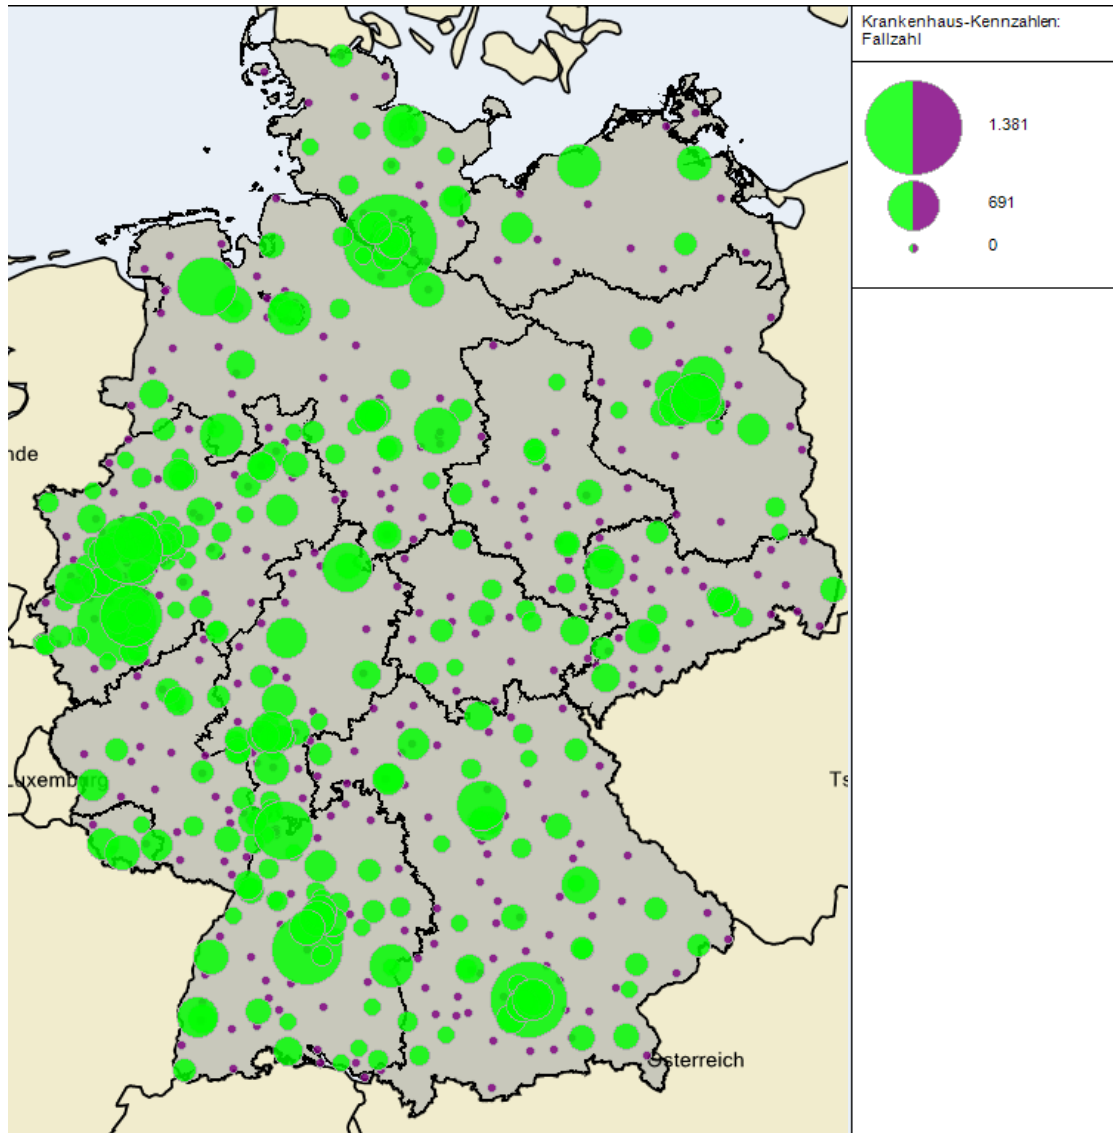 Krankenhaus-Kennzahlen:
Fallzahl
1.381
691
0
nde
Luxemburg
Ts
Österreich